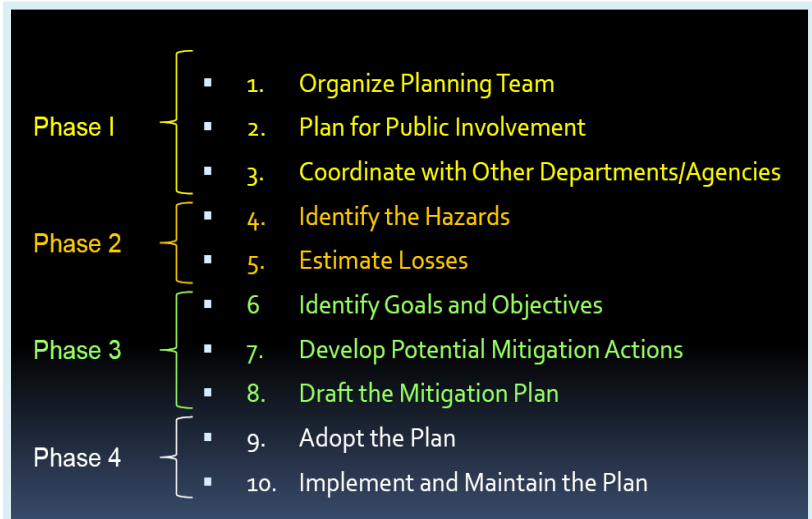 Phase I
1. Organize Planning Team
2. Plan for Public Involvement
3. Coordinate with Other Departments/Agencies
Phase 2
4. Identify the Hazards
5. Estimate Losses
Phase 3
6 Identify Goals and Objectives
7. Develop Potential Mitigation Actions
8. Draft the Mitigation Plan
Phase 4
9. Adopt the Plan
10. Implement and Maintain the Plan